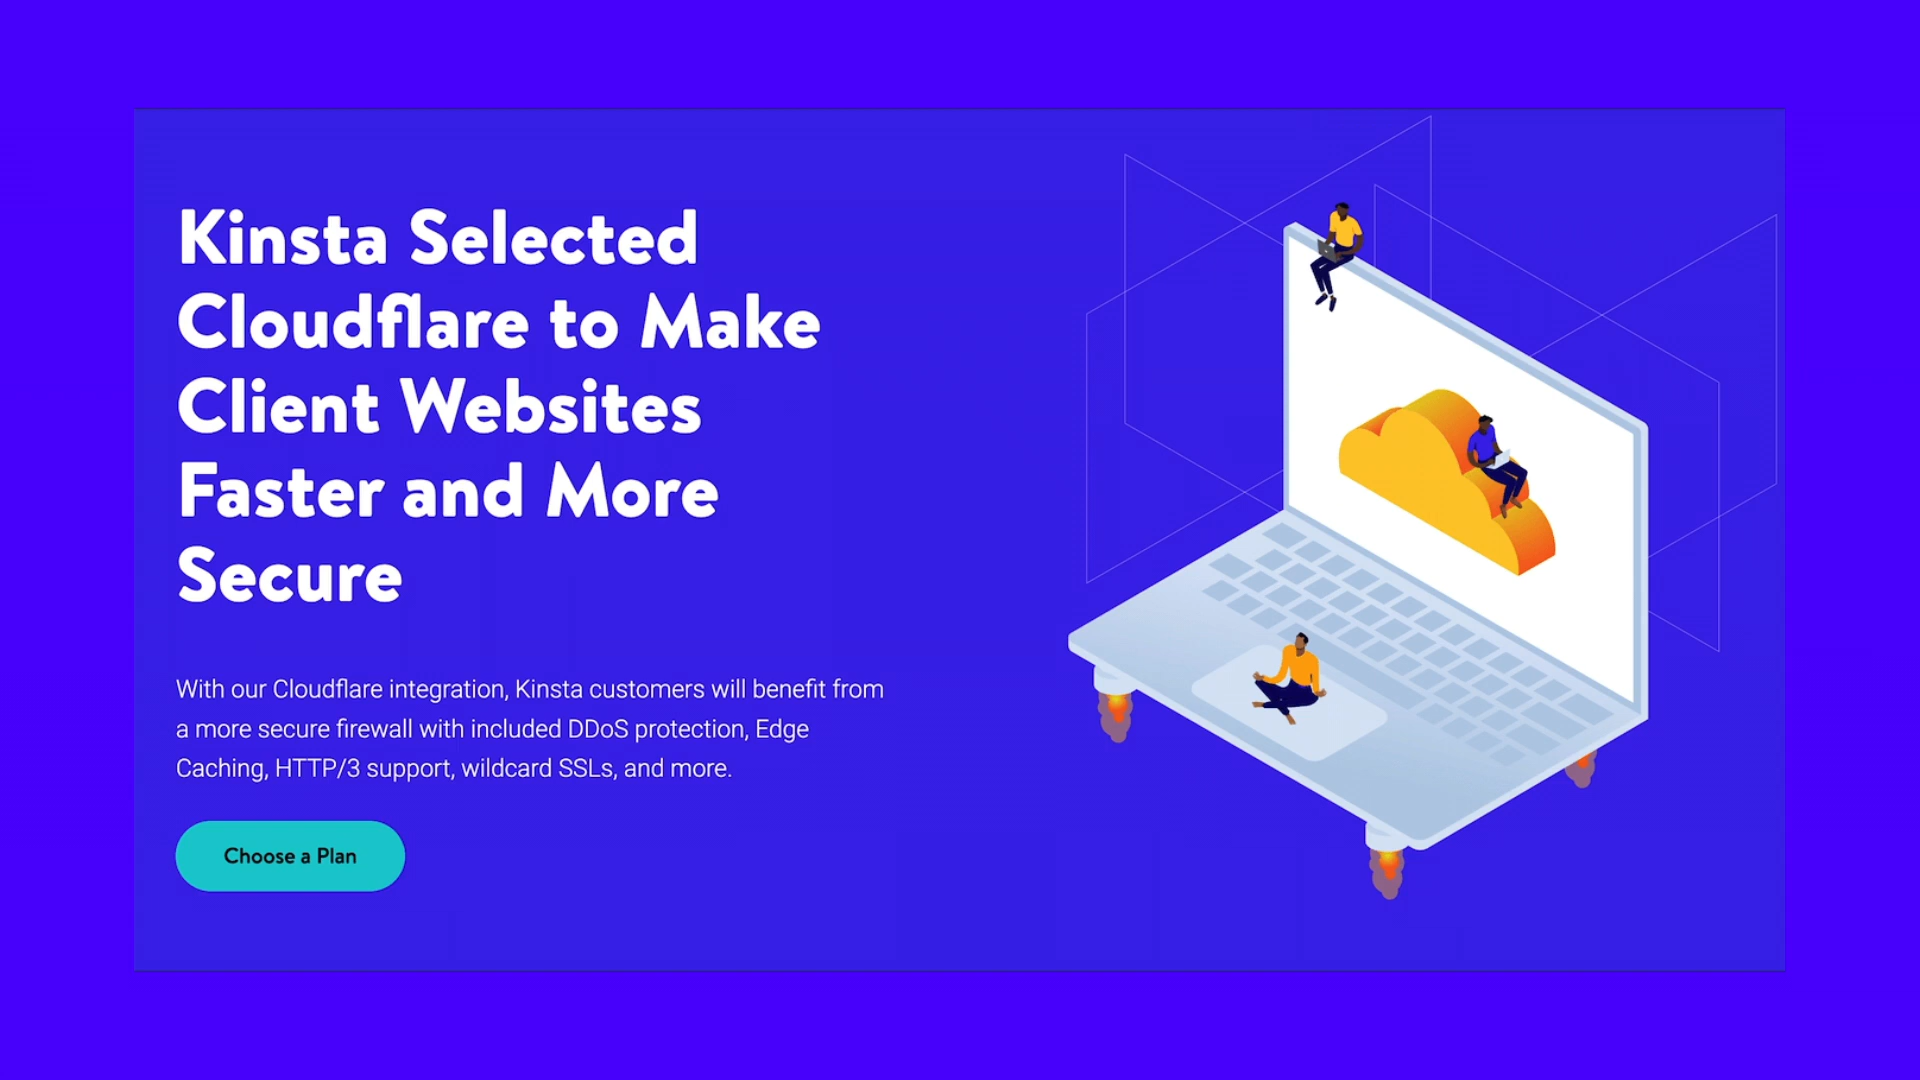 Kinsta Selected
Cloudflare to Make
Client Websites
Faster and More
Secure
With our Cloudflare integration, Kinsta customers will benefit from
a more secure firewall with included DDoS protection, Edge
Caching, HTTP/3 support, wildcard SSLs, and more.
Choose a Plan